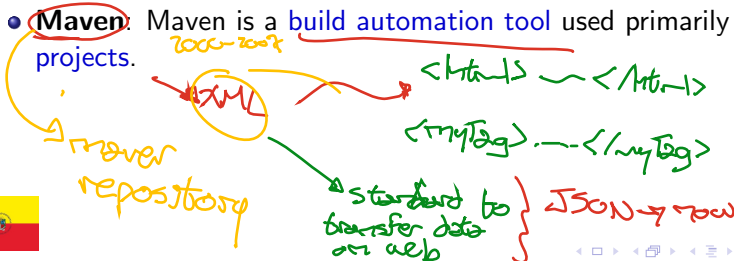 Maven: Maven is a build automation tool used primarily
projects.
2000-2007
XML
<html> — </html>
<myTag> .— </myTag>
maven
repository
standard to
transfer data
on web
JSON → now